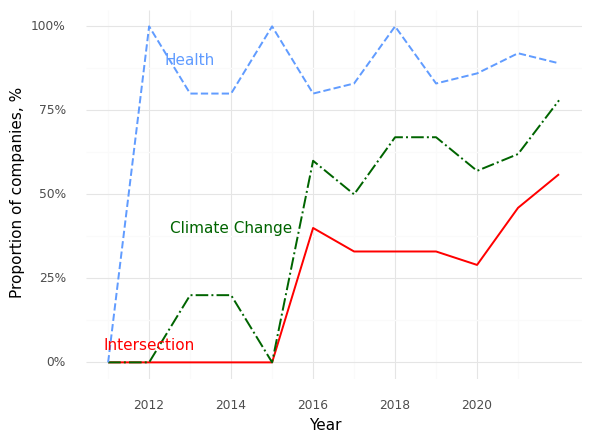 100%
Health
75%
50%
Climate Change
25%
Intersection
0%
2012 2014 2016 2018 2020
Year
Proportion of companies, %